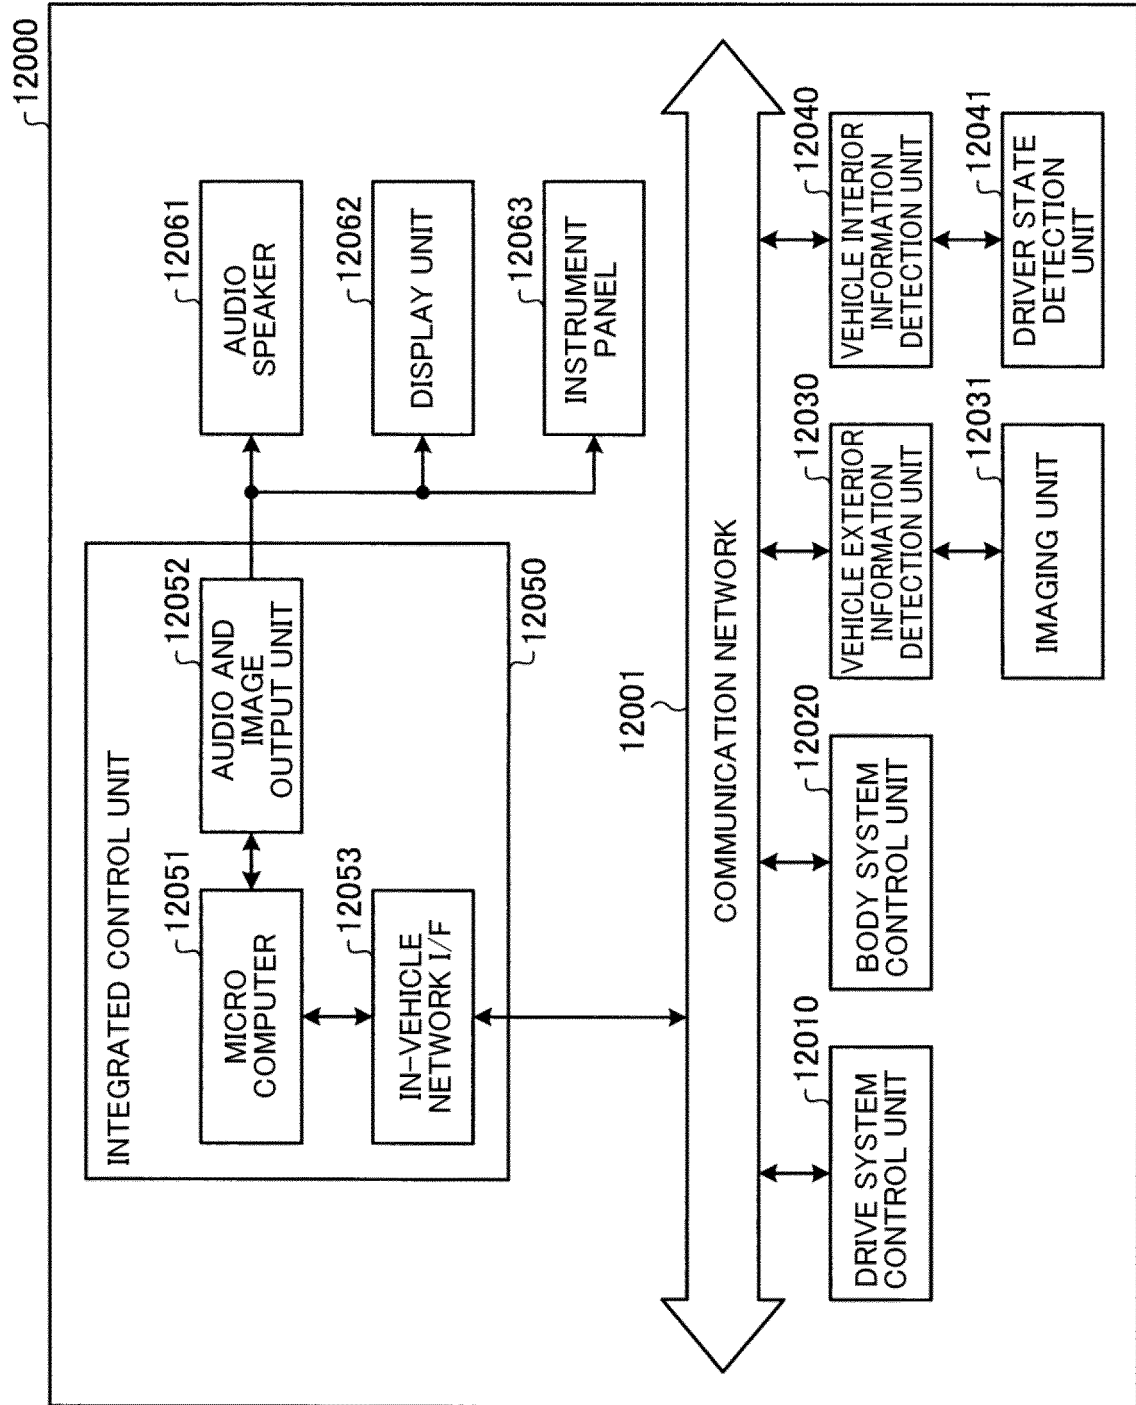 12000
INTEGRATED CONTROL UNIT
12051
MICRO
COMPUTER
12052
AUDIO AND
IMAGE
OUTPUT UNIT
12061
AUDIO
SPEAKER
12053
IN-VEHICLE
NETWORK I/F
12062
DISPLAY UNIT
12050
12063
INSTRUMENT
PANEL
12001
COMMUNICATION NETWORK
12010
DRIVE SYSTEM
CONTROL UNIT
12020
BODY SYSTEM
CONTROL UNIT
12030
VEHICLE EXTERIOR
INFORMATION
DETECTION UNIT
12040
VEHICLE INTERIOR
INFORMATION
DETECTION UNIT
12031
IMAGING UNIT
12041
DRIVER STATE
DETECTION
UNIT